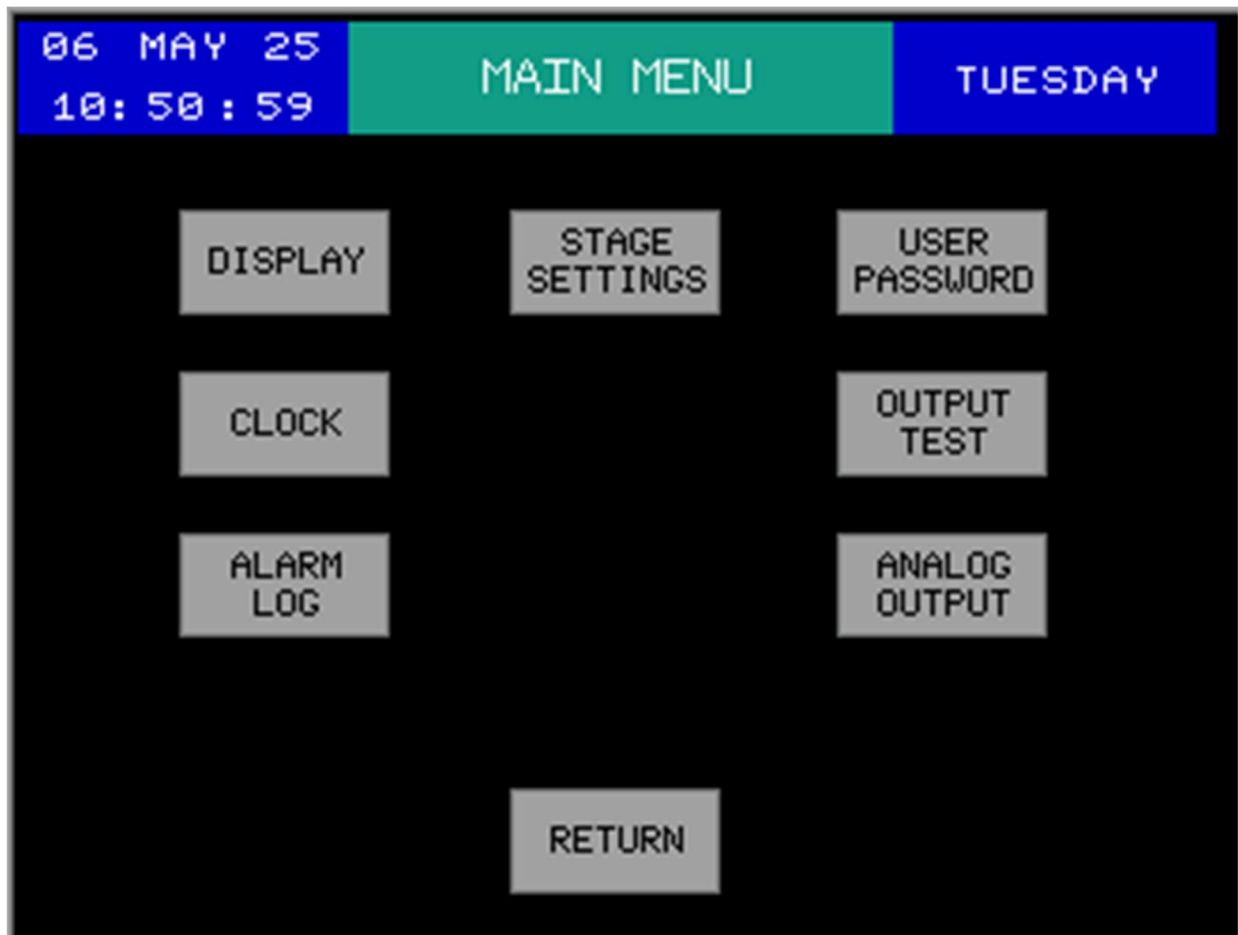 06 MAY 25
10:50:59
MAIN MENU
TUESDAY
DISPLAY
STAGE
SETTINGS
USER
PASSWORD
CLOCK
OUTPUT
TEST
ALARM
LOG
ANALOG
OUTPUT
RETURN